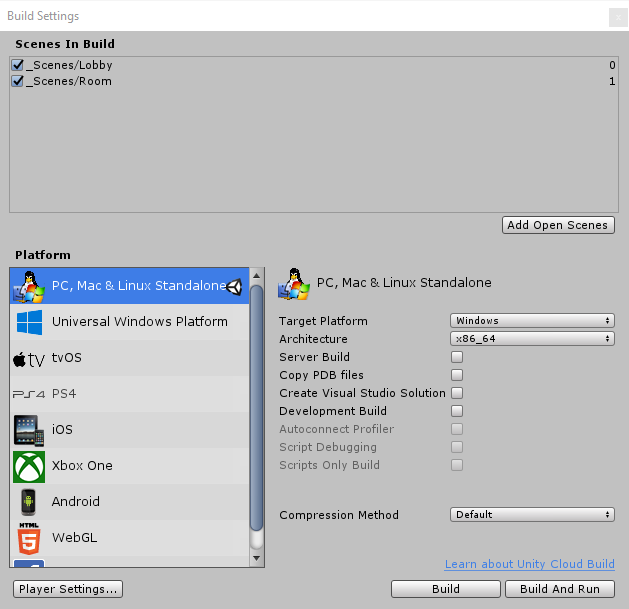 Build Settings
x
Scenes In Build
_Scenes/Lobby 0
_Scenes/Room 1
Add Open Scenes
Platform
PC, Mac & Linux Standalone
Universal Windows Platform
tv tvOS
PS4 PS4
iOS
Xbox One
Android
HTML 5 WebGL
PC, Mac & Linux Standalone
Target Platform Windows
Architecture x86_64
Server Build
Copy PDB files
Create Visual Studio Solution
Development Build
Autoconnect Profiler
Script Debugging
Scripts Only Build
Compression Method Default
Learn about Unity Cloud Build
Player Settings...
Build
Build And Run